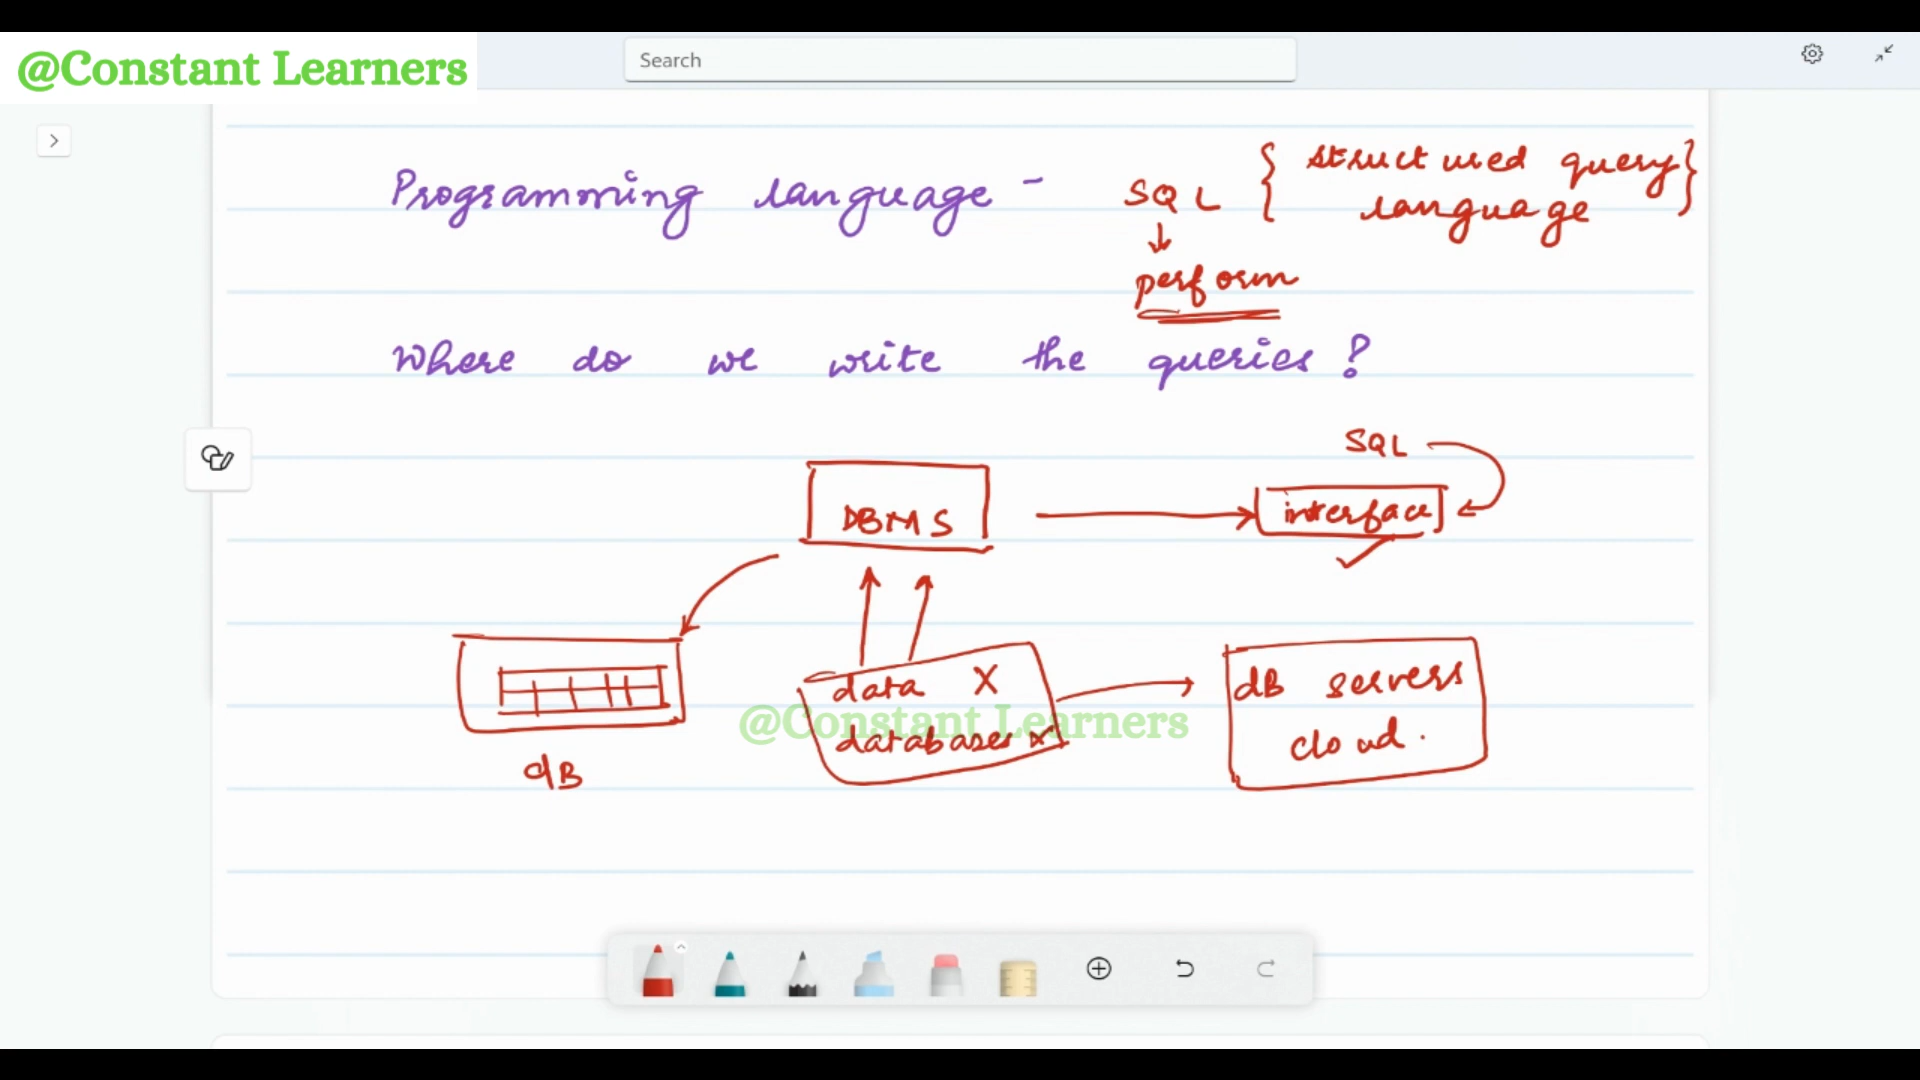 @Constant Learners
Search
Programming language - SQL { structured query language }
perform
Where do we write the queries?
SQL
DBMS
interface
data X
databases X
dB servers
cloud.
dB
@Constant Learners